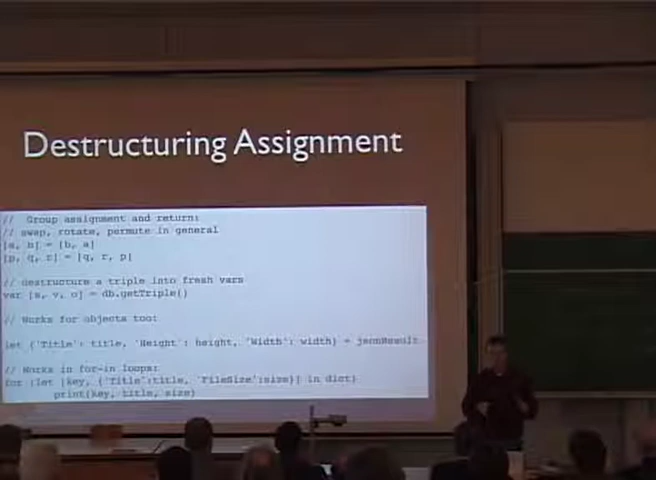 Destructuring Assignment
// Group assignment and return:
// swap, rotate, permute in general
[a, b] = [b, a]
[p, q, r] = [q, r, p]
// destructure a triple into fresh vars
var [s, v, o] = db.getTriple()
// Works for objects too:
let {'Title': title, 'Height': height, 'Width': width} = jsonResult
// Works in for-in loops:
for (let [key, {'Title':title, 'FileSize':size}] in dict)
print(key, title, size)